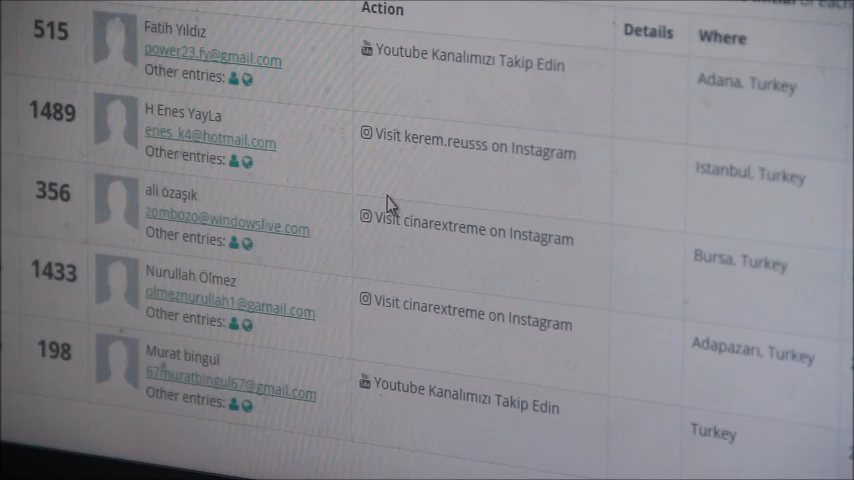 Action
Details
Where
515
Fatih Yıldız
power23.fy@gmail.com
Other entries:
Youtube Kanalımızı Takip Edin
Adana, Turkey
1489
H Enes YayLa
enes_k4@hotmail.com
Other entries:
Visit kerem.reusss on Instagram
Istanbul, Turkey
356
ali özaşık
zombozo@windowslive.com
Other entries:
Visit cinarextreme on Instagram
Bursa, Turkey
1433
Nurullah Ölmez
olmeznurullah1@gamail.com
Other entries:
Visit cinarextreme on Instagram
Adapazarı, Turkey
198
Murat bingul
67muratbingul67@gmail.com
Other entries:
Youtube Kanalımızı Takip Edin
Turkey